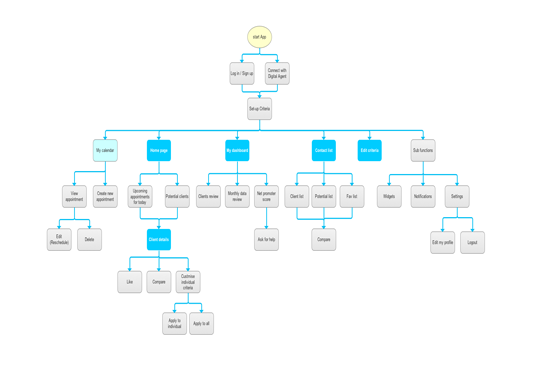 start App
Log in / Sign up
Connect with
Digital Agent
Set-up Criteria
My calendar
Home page
My dashboard
Contact list
Edit criteria
Sub functions
View
appointment
Create new
appointment
Upcoming
appointments
for today
Potential clients
Clients review
Monthly data
review
Net promoter
score
Client list
Potential list
Fav list
Widgets
Notifications
Settings
Edit
(Reschedule)
Delete
Client details
Ask for help
Compare
Edit my profile
Logout
Like
Compare
Customise
individual
criteria
Apply to
individual
Apply to all